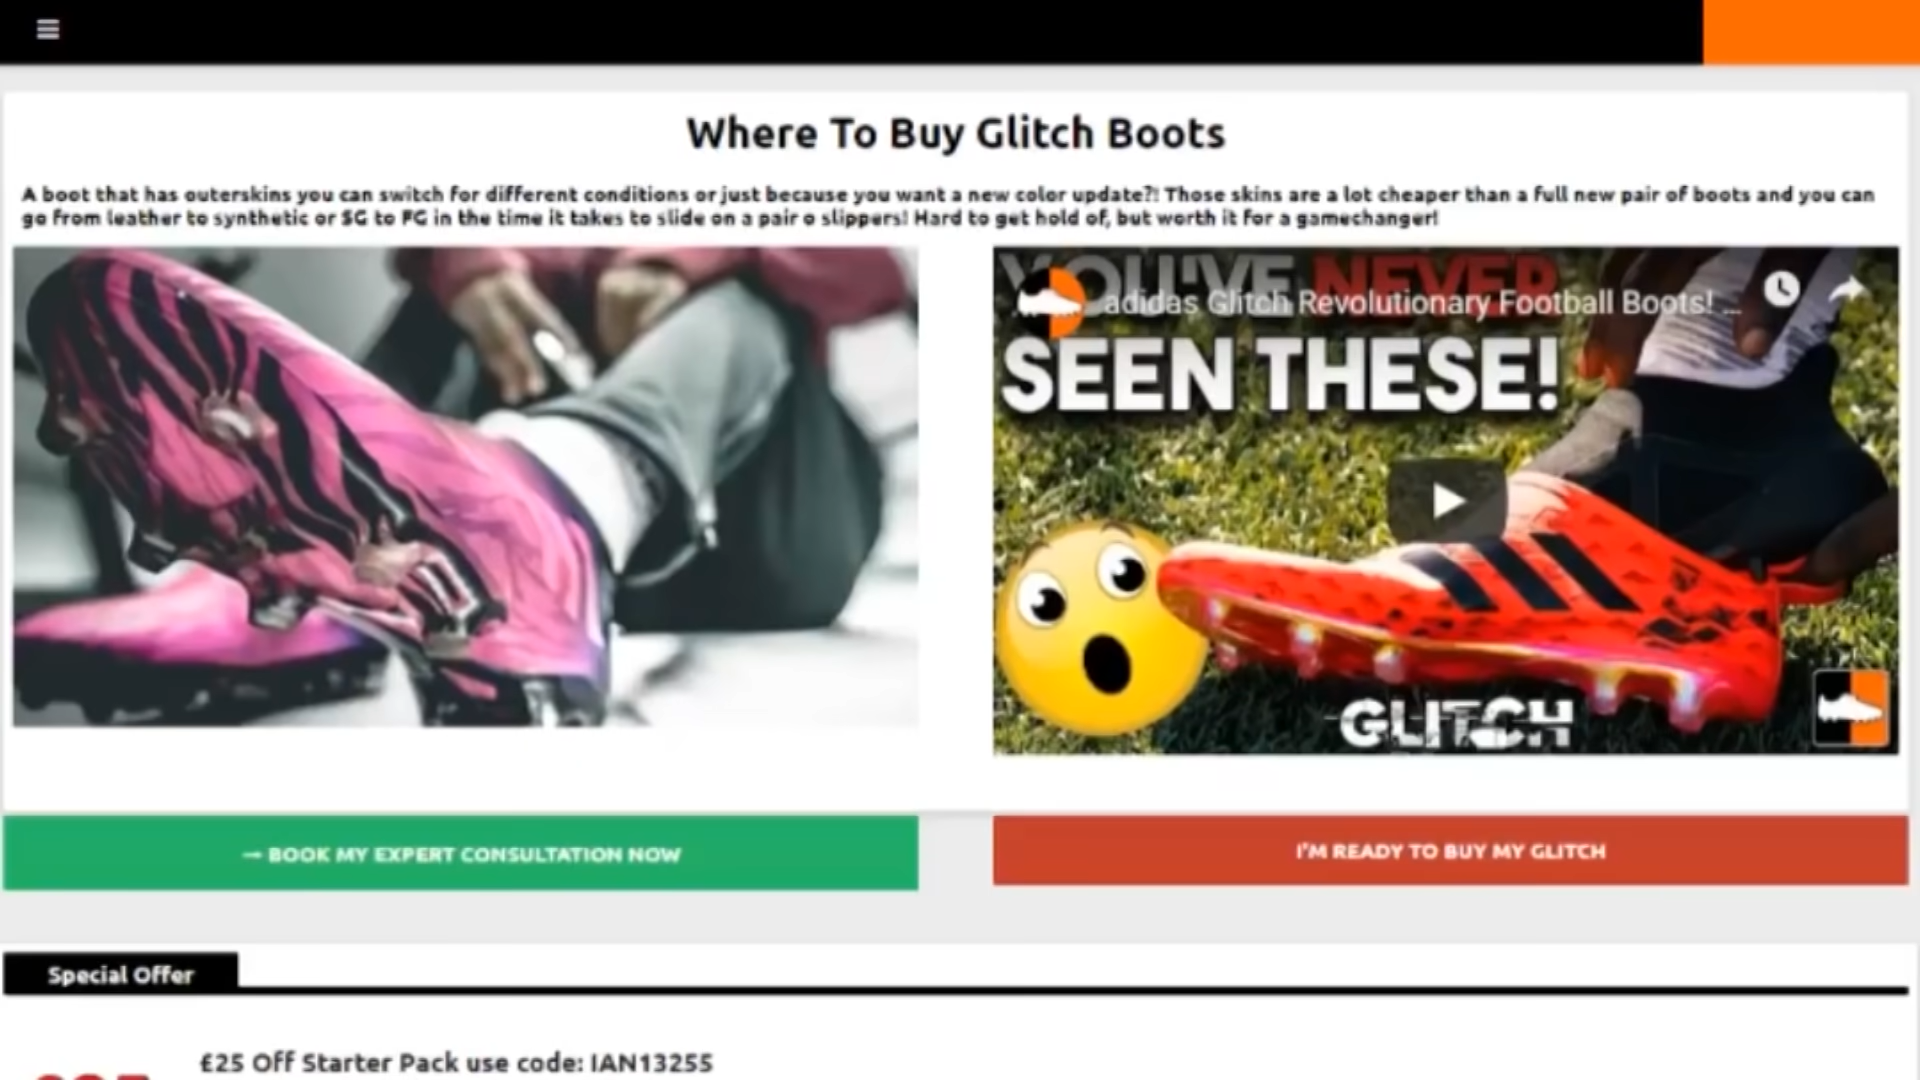 Where To Buy Glitch Boots
A boot that has outerskins you can switch for different conditions or just because you want a new color update?! Those skins are a lot cheaper than a full new pair of boots and you can
go from leather to synthetic or SG to FG in the time it takes to slide on a pair o slippers! Hard to get hold of, but worth it for a gamechanger!
YOU'VE NEVER
adidas Glitch Revolutionary Football Boots! ...
SEEN THESE!
GLITCH
→ BOOK MY EXPERT CONSULTATION NOW
I'M READY TO BUY MY GLITCH
Special Offer
£25 Off Starter Pack use code: IAN13255